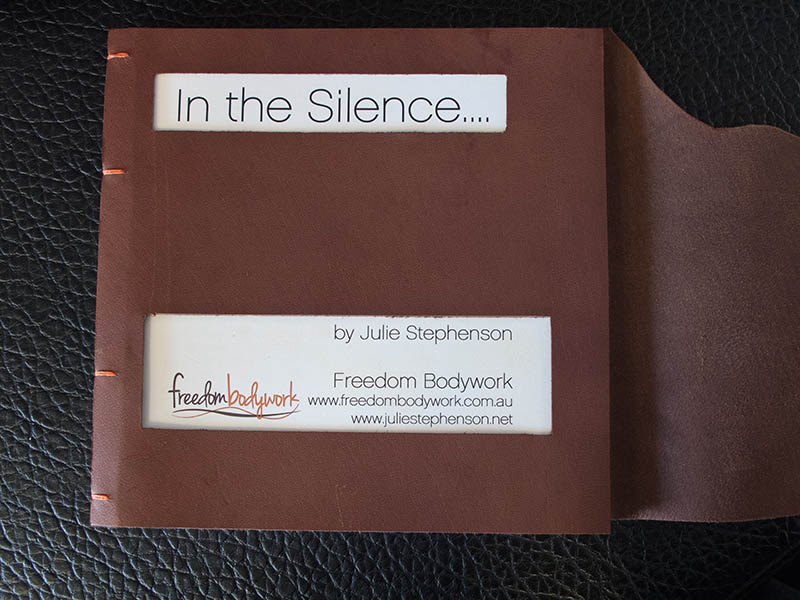 In the Silence....
by Julie Stephenson
freedombodywork
Freedom Bodywork
www.freedombodywork.com.au
www.juliestephenson.net